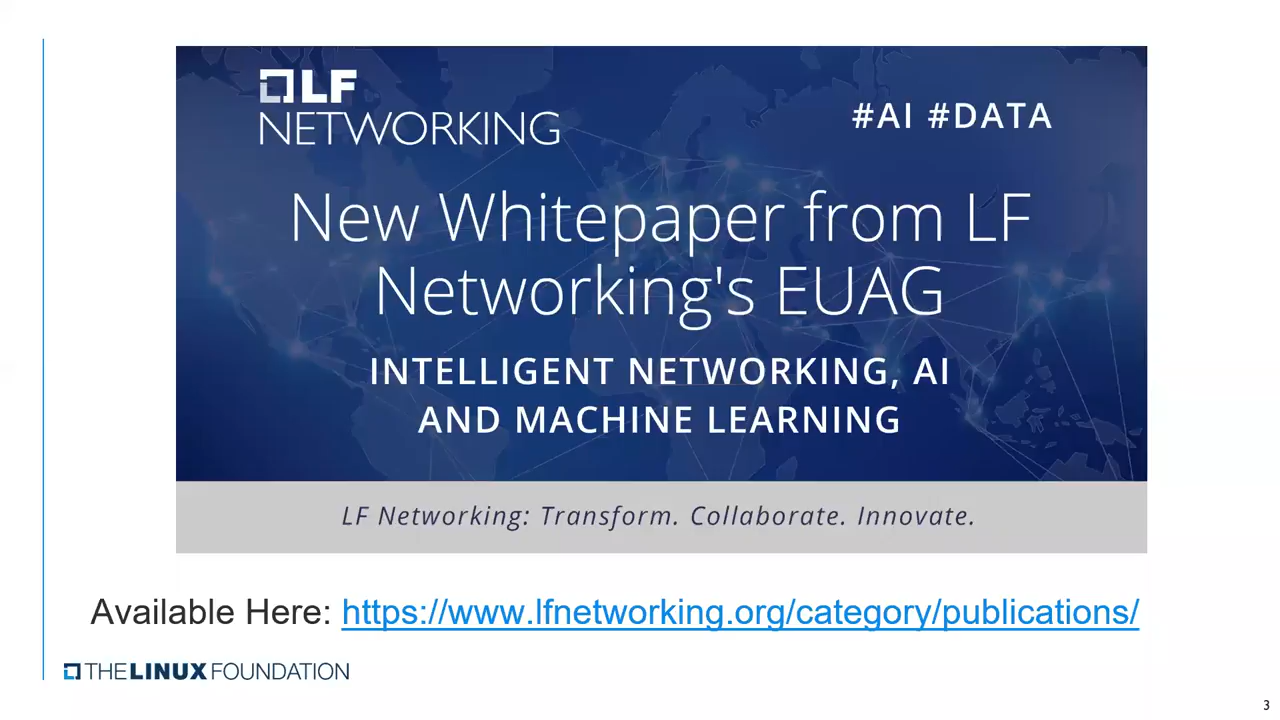 LF
NETWORKING
#AI #DATA
New Whitepaper from LF
Networking's EUAG
INTELLIGENT NETWORKING, AI
AND MACHINE LEARNING
LF Networking: Transform. Collaborate. Innovate.
Available Here: https://www.lfnetworking.org/category/publications/
THE LINUX FOUNDATION
3